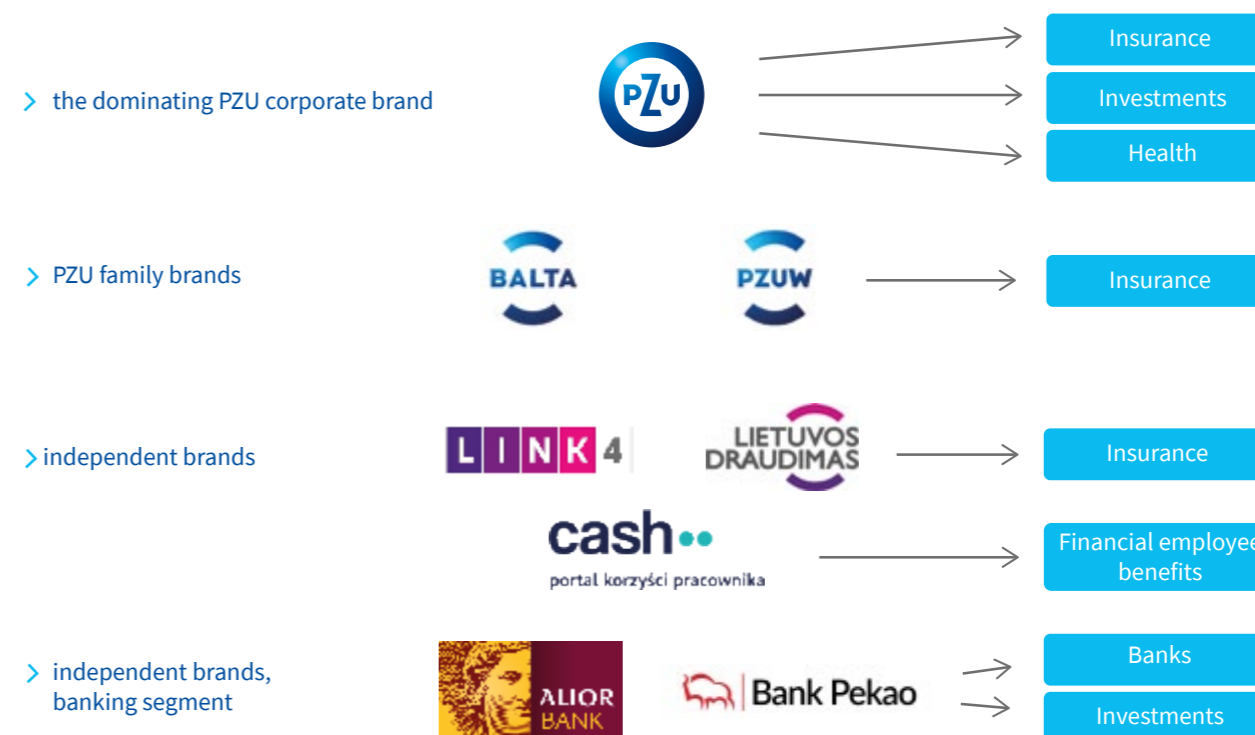 Insurance
> the dominating PZU corporate brand
PZU
Investments
Health
> PZU family brands
BALTA
PZUW
Insurance
> independent brands
LINK4
LIETUVOS
DRAUDIMAS
Insurance
cash
portal korzyści pracownika
Financial employee
benefits
> independent brands,
banking segment
ALIOR
BANK
Bank Pekao
Banks
Investments